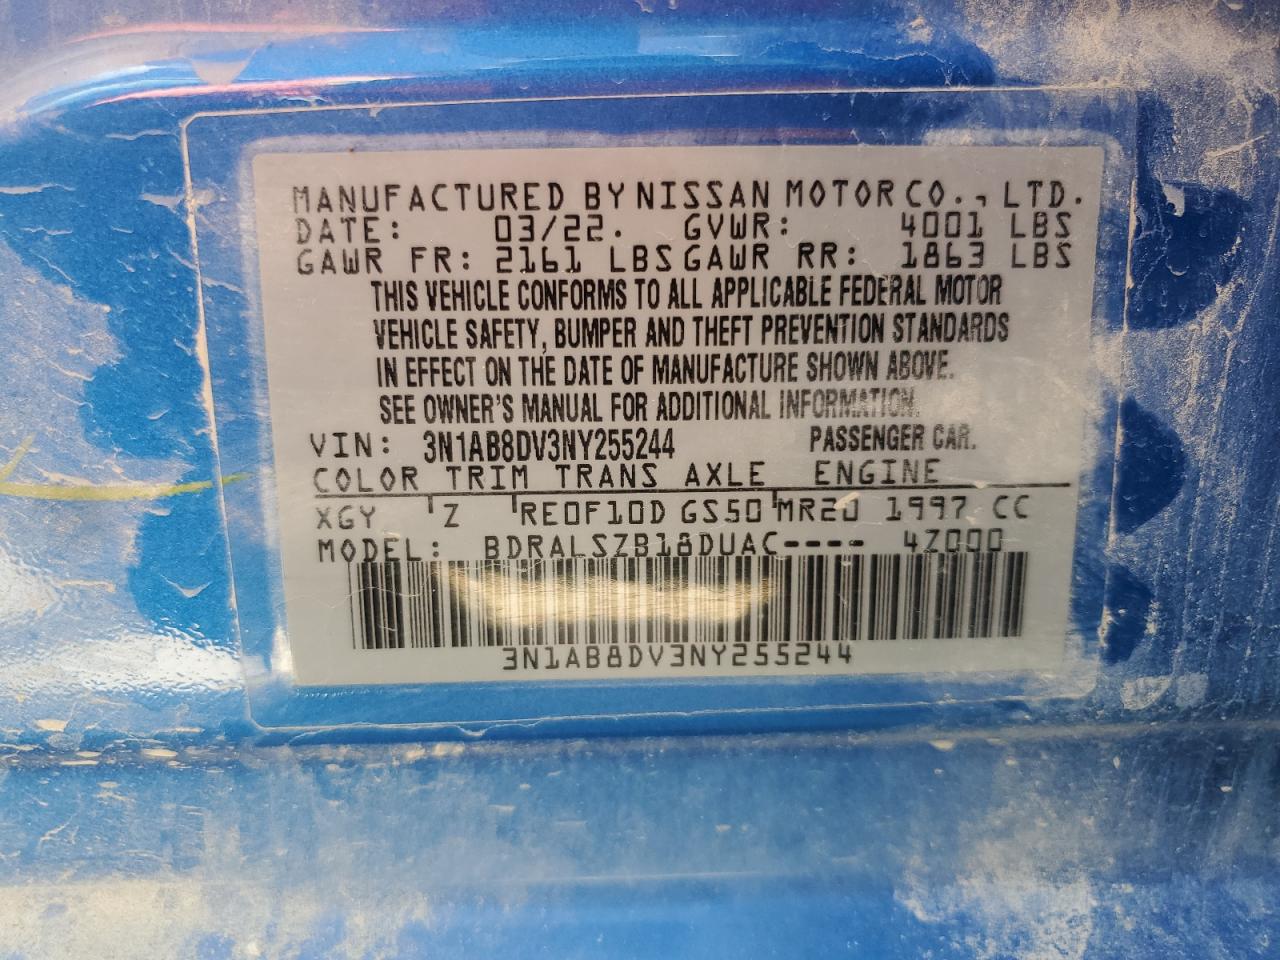 MANUFACTURED BY NISSAN MOTOR CO., LTD.
DATE: 03/22. GVWR: 4001 LBS
GAWR FR: 2161 LBS GAWR RR: 1863 LBS
THIS VEHICLE CONFORMS TO ALL APPLICABLE FEDERAL MOTOR
VEHICLE SAFETY, BUMPER AND THEFT PREVENTION STANDARDS
IN EFFECT ON THE DATE OF MANUFACTURE SHOWN ABOVE.
SEE OWNER'S MANUAL FOR ADDITIONAL INFORMATION.
VIN: 3N1AB8DV3NY255244 PASSENGER CAR.
COLOR TRIM TRANS AXLE ENGINE
XGY Z RE0F10D GS50 MR20 1997 CC
MODEL: BDRALSZB18DUAC---- 4Z000
3N1AB8DV3NY255244